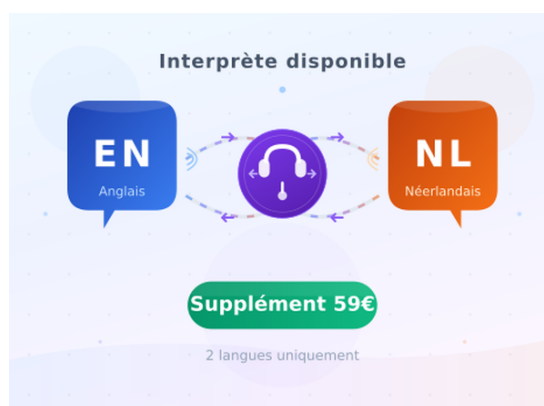 Interprète disponible
EN
Anglais
NL
Néerlandais
Supplément 59€
2 langues uniquement